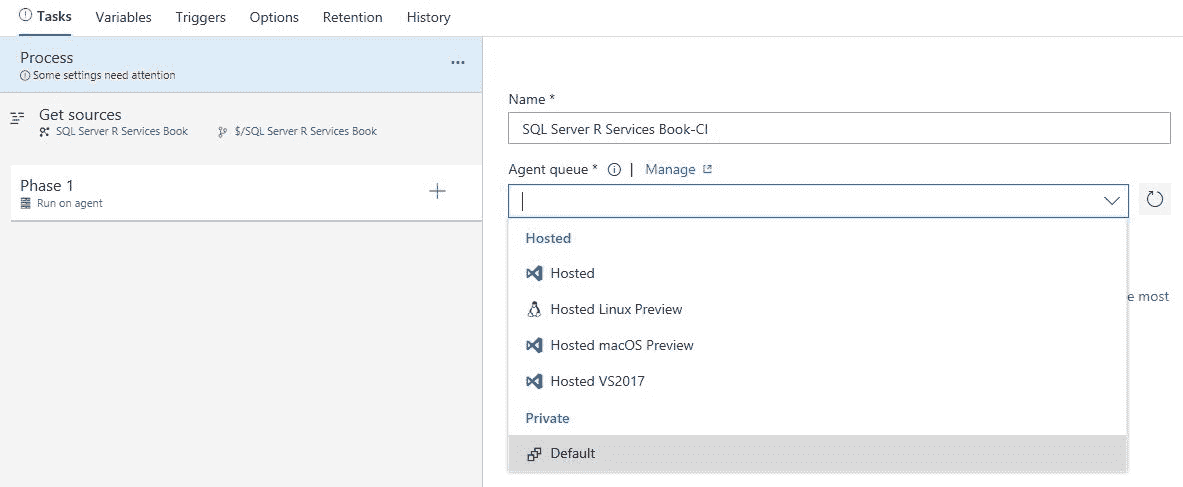 Tasks Variables Triggers Options Retention History
Process
Some settings need attention
Get sources
SQL Server R Services Book $/SQL Server R Services Book
Phase 1
Run on agent
Name *
SQL Server R Services Book-CI
Agent queue * | Manage
Hosted
Hosted
Hosted Linux Preview
Hosted macOS Preview
Hosted VS2017
Private
Default
e most